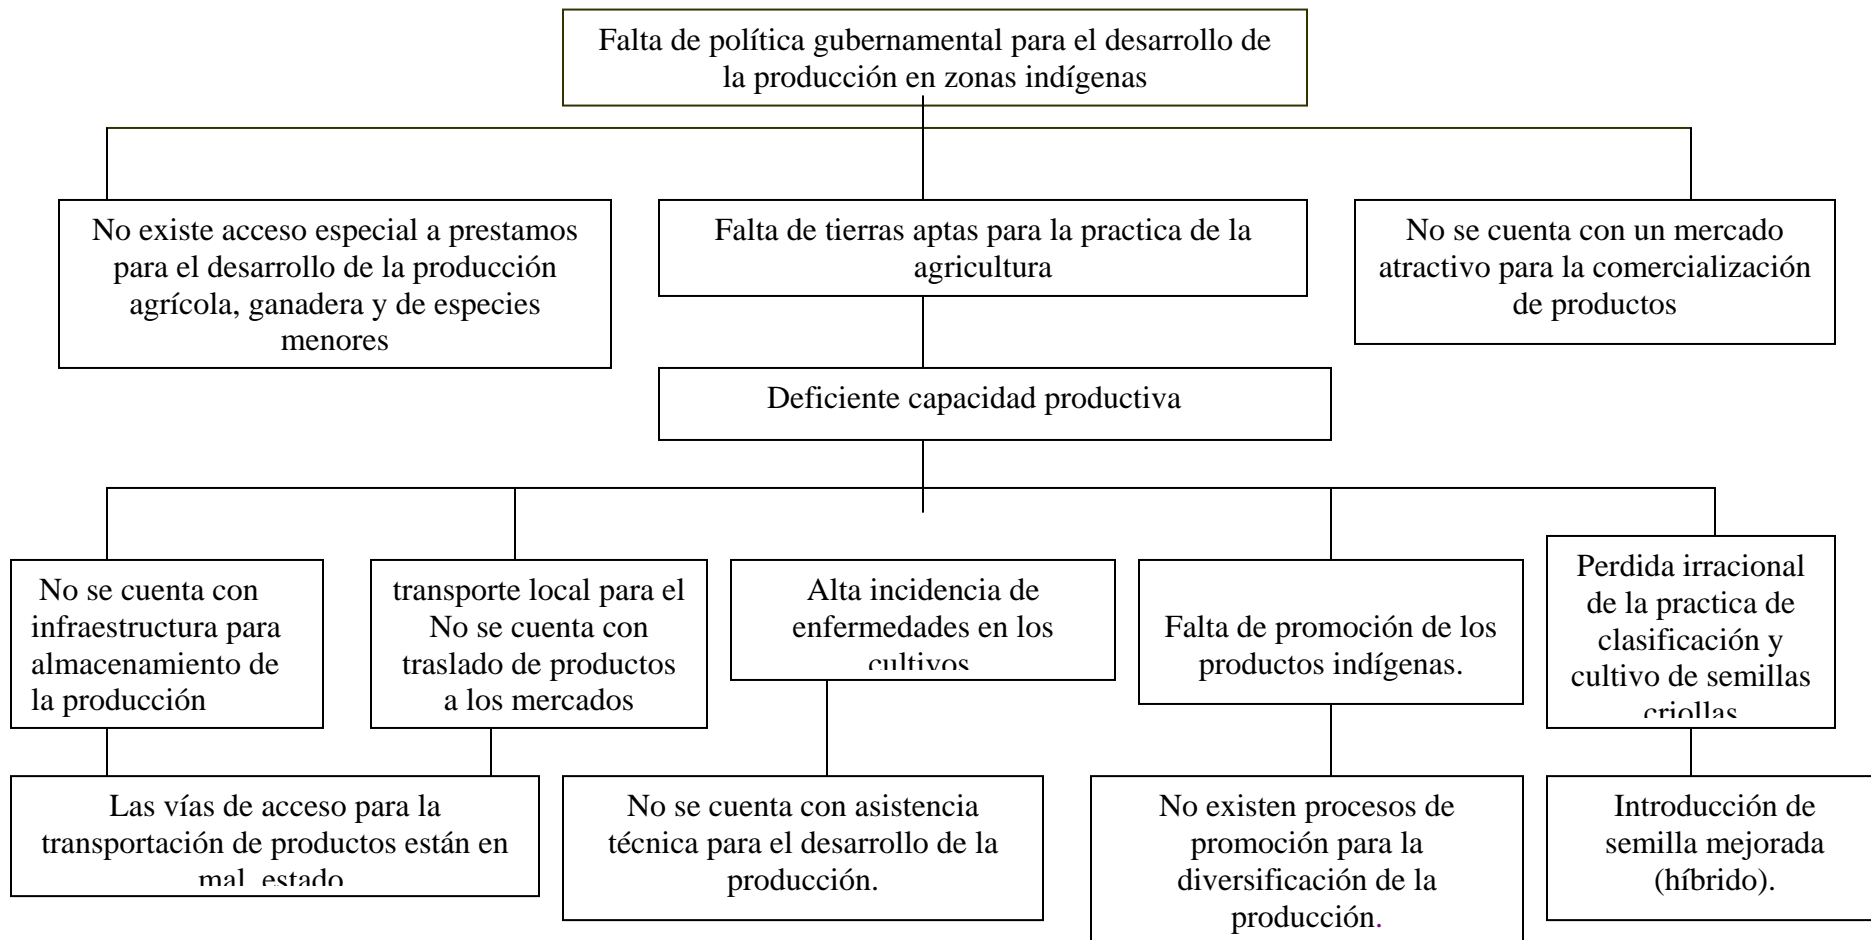 Falta de política gubernamental para el desarrollo de
la producción en zonas indígenas
No existe acceso especial a prestamos
para el desarrollo de la producción
agrícola, ganadera y de especies
menores
Falta de tierras aptas para la practica de la
agricultura
No se cuenta con un mercado
atractivo para la comercialización
de productos
Deficiente capacidad productiva
No se cuenta con
infraestructura para
almacenamiento de
la producción
transporte local para el
No se cuenta con
traslado de productos
a los mercados
Alta incidencia de
enfermedades en los
cultivos
Falta de promoción de los
productos indígenas.
Perdida irracional
de la practica de
clasificación y
cultivo de semillas
criollas
Las vías de acceso para la
transportación de productos están en
mal estado
No se cuenta con asistencia
técnica para el desarrollo de la
producción.
No existen procesos de
promoción para la
diversificación de la
producción.
Introducción de
semilla mejorada
(híbrido).